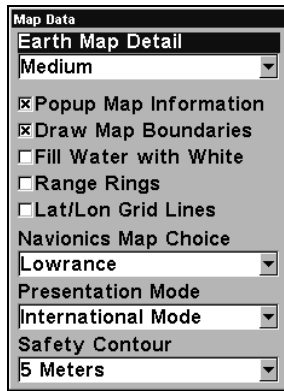 Map Data
Earth Map Detail
Medium
Popup Map Information
Draw Map Boundaries
Fill Water with White
Range Rings
Lat/Lon Grid Lines
Navionics Map Choice
Lowrance
Presentation Mode
International Mode
Safety Contour
5 Meters